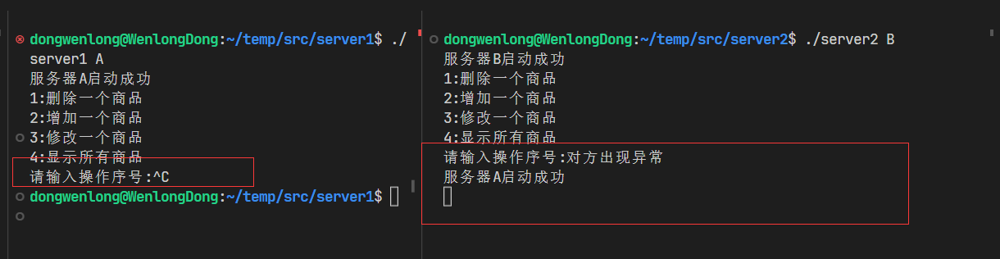 dongwenlong@WenlongDong:~/temp/src/server1$ ./
server1 A
服务器A启动成功
1:删除一个商品
2:增加一个商品
3:修改一个商品
4:显示所有商品
请输入操作序号:^C
dongwenlong@WenlongDong:~/temp/src/server1$
dongwenlong@WenlongDong:~/temp/src/server2$ ./server2 B
服务器B启动成功
1:删除一个商品
2:增加一个商品
3:修改一个商品
4:显示所有商品
请输入操作序号:对方出现异常
服务器A启动成功